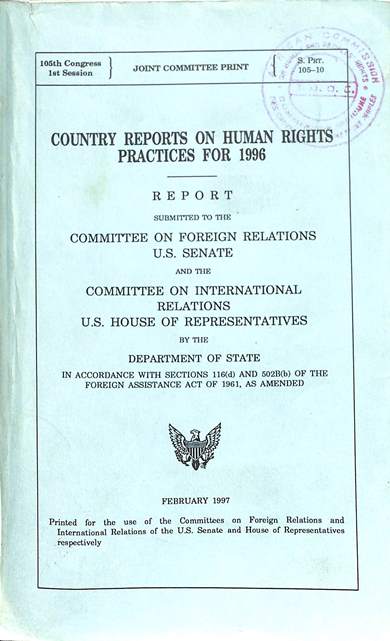 105th Congress
1st Session
JOINT COMMITTEE PRINT
S. PRT.
105–10
COUNTRY REPORTS ON HUMAN RIGHTS
PRACTICES FOR 1996
REPORT
SUBMITTED TO THE
COMMITTEE ON FOREIGN RELATIONS
U.S. SENATE
AND THE
COMMITTEE ON INTERNATIONAL
RELATIONS
U.S. HOUSE OF REPRESENTATIVES
BY THE
DEPARTMENT OF STATE
IN ACCORDANCE WITH SECTIONS 116(d) AND 502B(b) OF THE
FOREIGN ASSISTANCE ACT OF 1961, AS AMENDED
FEBRUARY 1997
Printed for the use of the Committees on Foreign Relations and
International Relations of the U.S. Senate and House of Representatives
respectively